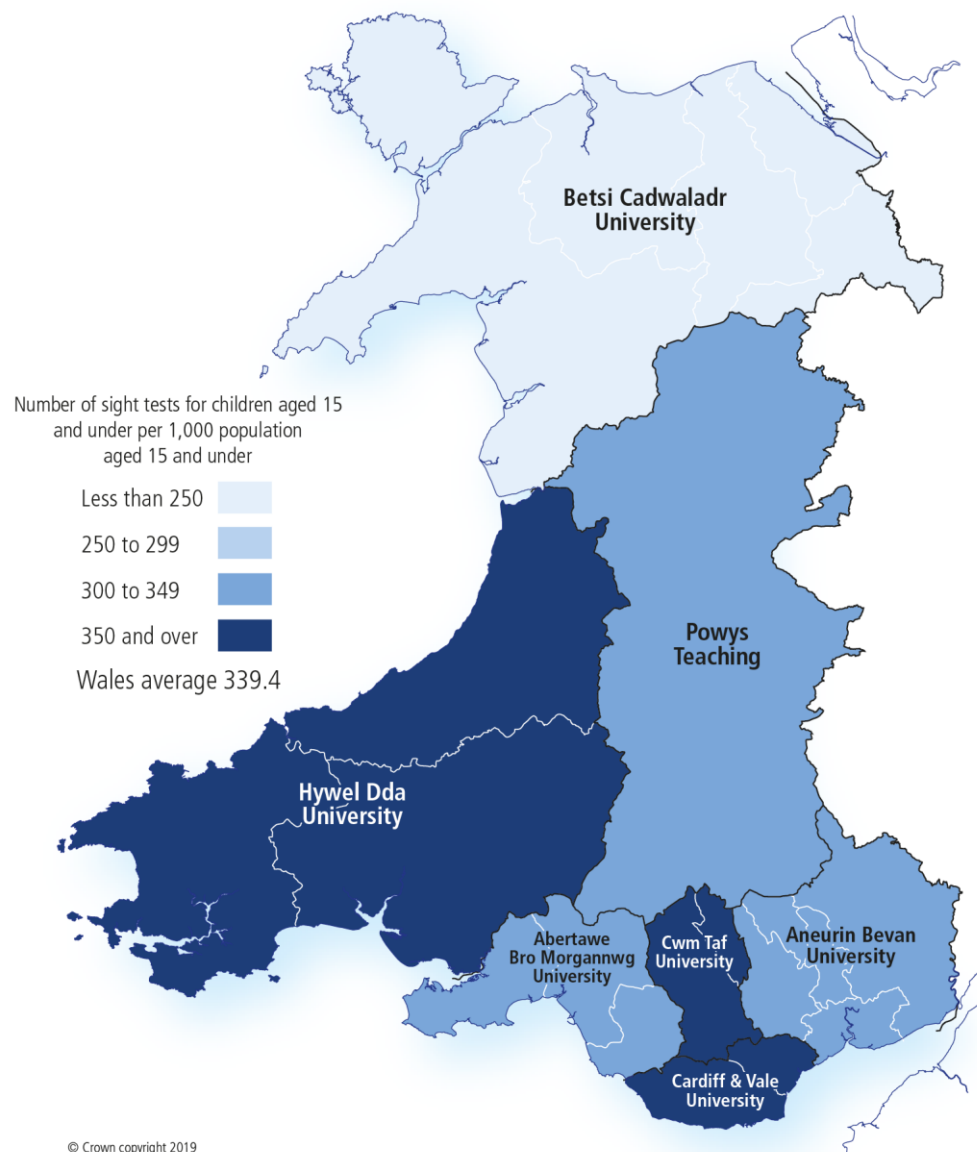 Betsi Cadwaladr
University
Number of sight tests for children aged 15
and under per 1,000 population
aged 15 and under
Less than 250
250 to 299
300 to 349
350 and over
Wales average 339.4
Powys
Teaching
Hywel Dda
University
Abertawe
Bro Morgannwg
University
Cwm Taf
University
Aneurin Bevan
University
Cardiff & Vale
University
© Crown copyright 2019